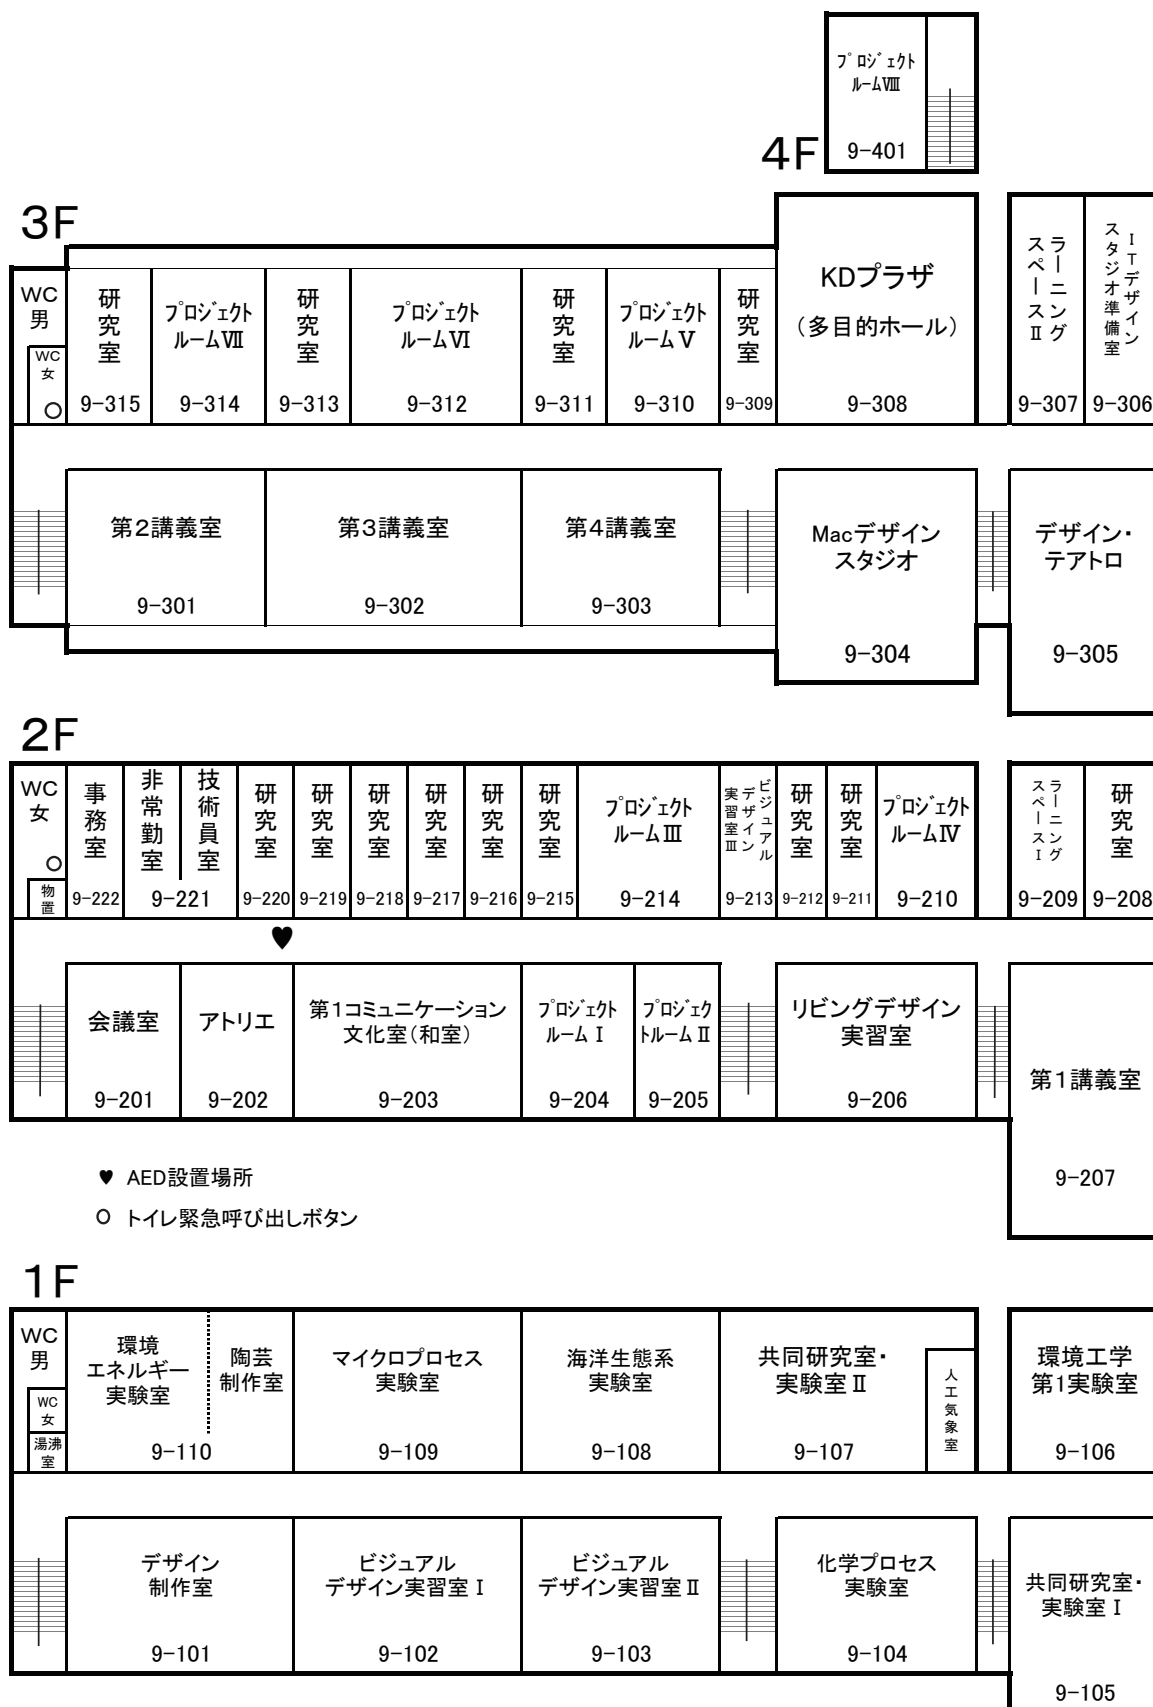 プロジェクト
ルームⅧ
9-401
4F
3F
WC
男
WC
女
研究室
9-315
プロジェクト
ルームⅦ
9-314
研究室
9-313
プロジェクト
ルームⅥ
9-312
研究室
9-311
プロジェクト
ルームⅤ
9-310
研究室
9-309
KDプラザ
(多目的ホール)
9-308
ラーニング
スペースⅡ
9-307
ITデザイン
スタジオ準備室
9-306
第2講義室
9-301
第3講義室
9-302
第4講義室
9-303
Macデザイン
スタジオ
9-304
デザイン・
テアトロ
9-305
2F
WC
女
物置
事務室
9-222
非常勤室
技術員室
9-221
研究室
9-220
研究室
9-219
研究室
9-218
研究室
9-217
研究室
9-216
研究室
9-215
プロジェクト
ルームⅢ
9-214
ビジュアル
デザイン
実習室Ⅲ
9-213
研究室
9-212
研究室
9-211
プロジェクト
ルームⅣ
9-210
ラーニング
スペースⅠ
9-209
研究室
9-208
♥
会議室
9-201
アトリエ
9-202
第1コミュニケーション
文化室(和室)
9-203
プロジェクト
ルームⅠ
9-204
プロジェク
トルームⅡ
9-205
リビングデザイン
実習室
9-206
第1講義室
9-207
♥ AED設置場所
○ トイレ緊急呼び出しボタン
1F
WC
男
WC
女
湯沸
室
環境
エネルギー
実験室
陶芸
制作室
9-110
マイクロプロセス
実験室
9-109
海洋生態系
実験室
9-108
共同研究室・
実験室Ⅱ
9-107
人工気象室
環境工学
第1実験室
9-106
デザイン
制作室
9-101
ビジュアル
デザイン実習室Ⅰ
9-102
ビジュアル
デザイン実習室Ⅱ
9-103
化学プロセス
実験室
9-104
共同研究室・
実験室Ⅰ
9-105